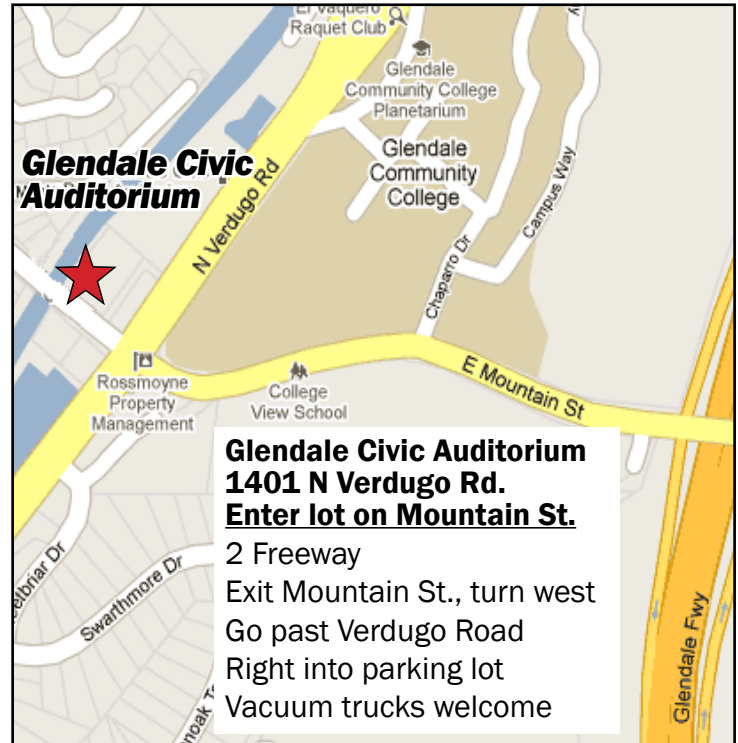 El Vaquero
Raquet Club
Glendale
Community College
Planetarium
Glendale
Community
College
Glendale Civic
Auditorium
N Verdugo Rd
Campus Way
Chaparro Dr
E Mountain St
Rossmoyne
Property
Management
College
View School
Swarthmore Dr
Glendale Fwy
Glendale Civic Auditorium
1401 N Verdugo Rd.
Enter lot on Mountain St.
2 Freeway
Exit Mountain St., turn west
Go past Verdugo Road
Right into parking lot
Vacuum trucks welcome